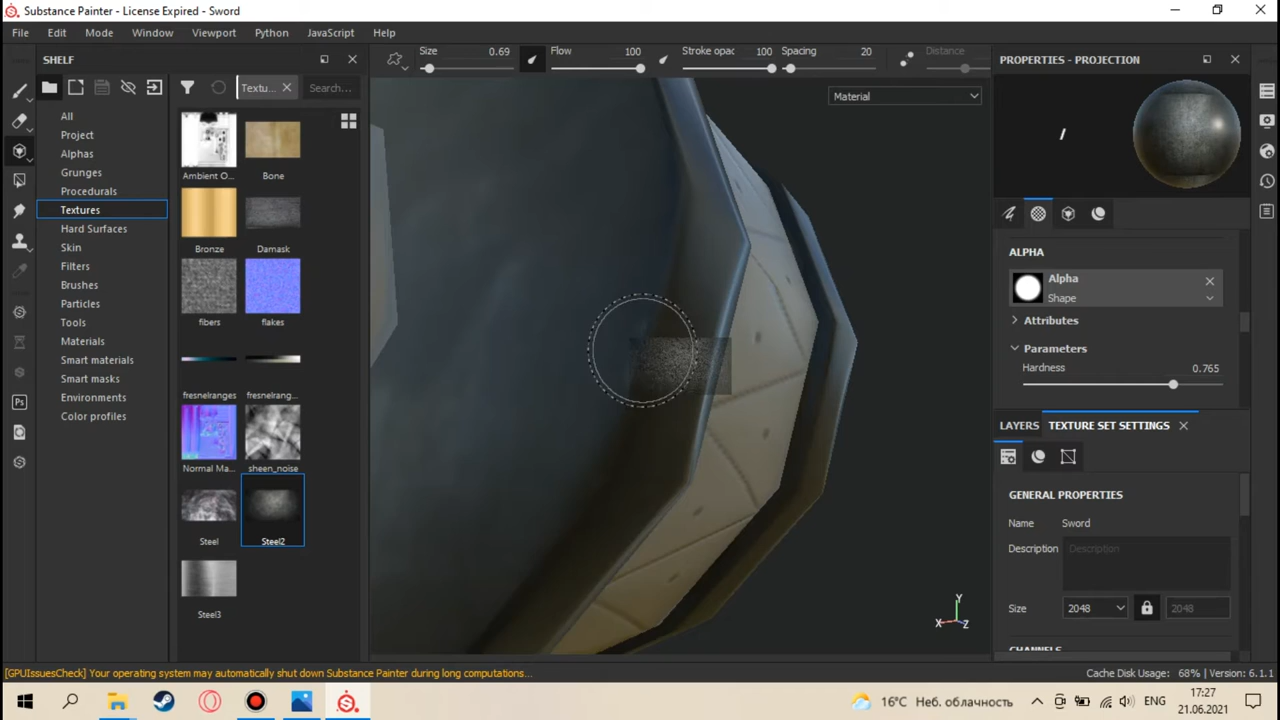 Substance Painter - License Expired - Sword
File Edit Mode Window Viewport Python JavaScript Help
SHELF
Size 0.69 Flow 100 Stroke opac 100 Spacing 20 Distance
PROPERTIES - PROJECTION
Textu... Search...
Material
All
Project
Alphas
Grunges
Procedurals
Textures
Hard Surfaces
Skin
Filters
Brushes
Particles
Tools
Materials
Smart materials
Smart masks
Environments
Color profiles
Ambient O... Bone
Bronze Damask
fibers flakes
fresnelranges fresnelrang...
Normal Ma... sheen_noise
Steel Steel2
Steel3
ALPHA
Alpha
Shape
Attributes
Parameters
Hardness 0.765
LAYERS TEXTURE SET SETTINGS
GENERAL PROPERTIES
Name Sword
Description Description
Size 2048 2048
CHANNELS
Y
X Z
[GPUIssuesCheck] Your operating system may automatically shut down Substance Painter during long computations...
Cache Disk Usage: 68% | Version: 6.1.1
Ps
16°C Неб. облачность
ENG
17:27
21.06.2021